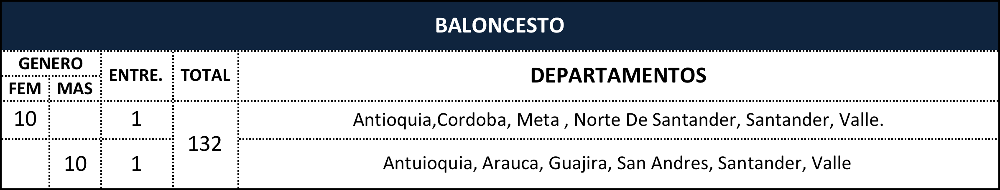 BALONCESTO
GENERO
ENTRE. TOTAL DEPARTAMENTOS
FEM MAS
10 1 Antioquia,Cordoba, Meta , Norte De Santander, Santander, Valle.
132
10 1 Antuioquia, Arauca, Guajira, San Andres, Santander, Valle